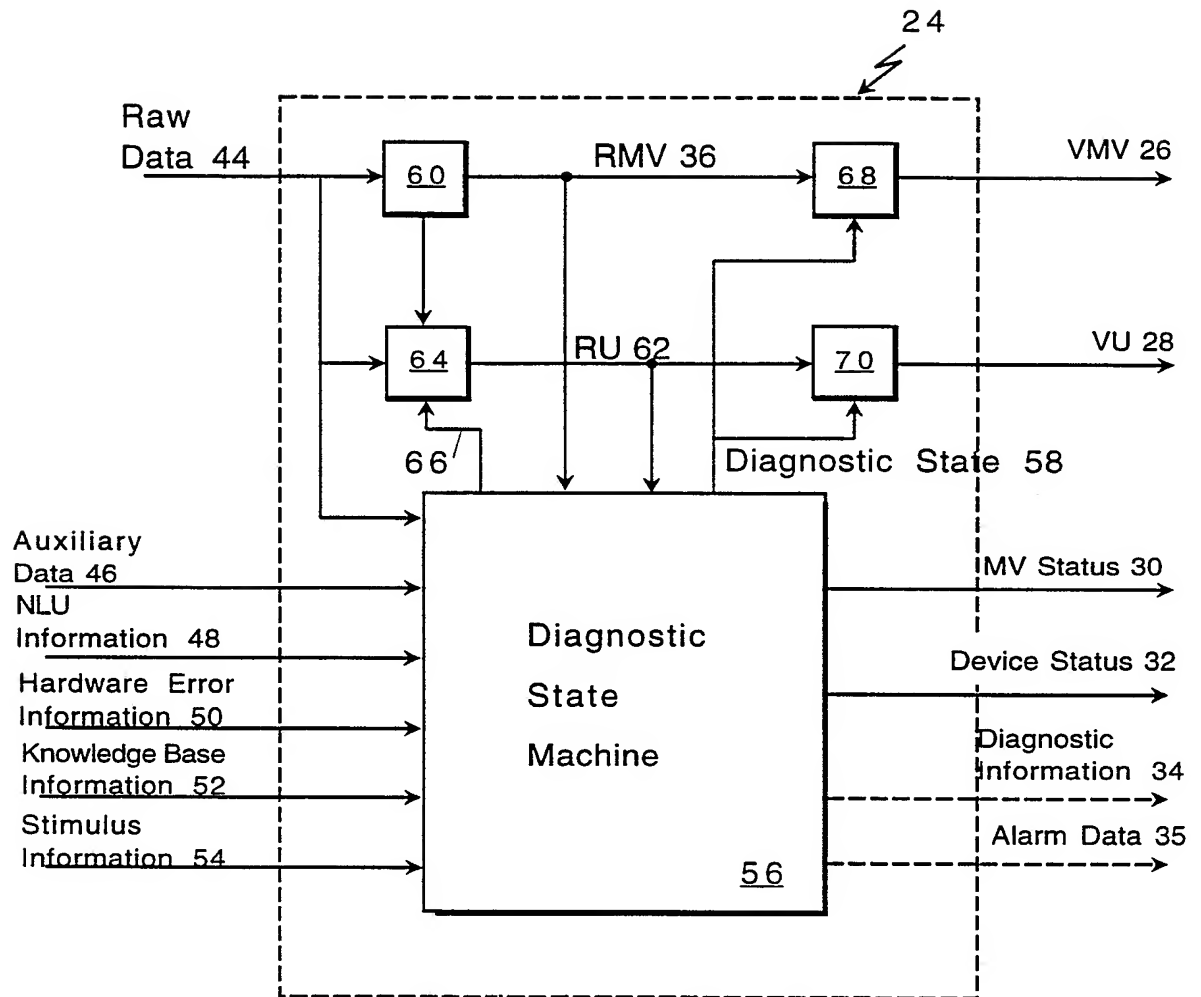 24
Raw
Data 44
60
RMV 36
68
VMV 26
64
RU 62
70
VU 28
66
Diagnostic State 58
Auxiliary
Data 46
NLU
Information 48
Hardware Error
Information 50
Knowledge Base
Information 52
Stimulus
Information 54
Diagnostic
State
Machine
56
MV Status 30
Device Status 32
Diagnostic
Information 34
Alarm Data 35